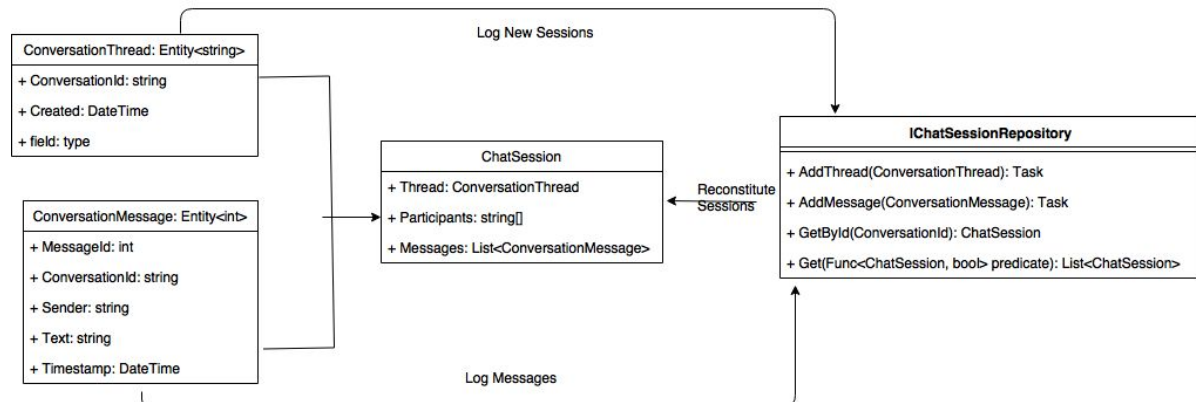 Log New Sessions
ConversationThread: Entity<string>
+ ConversationId: string
+ Created: DateTime
+ field: type
ConversationMessage: Entity<int>
+ MessageId: int
+ ConversationId: string
+ Sender: string
+ Text: string
+ Timestamp: DateTime
ChatSession
+ Thread: ConversationThread
+ Participants: string[]
+ Messages: List<ConversationMessage>
Reconstitute
Sessions
IChatSessionRepository
+ AddThread(ConversationThread): Task
+ AddMessage(ConversationMessage): Task
+ GetById(ConversationId): ChatSession
+ Get(Func<ChatSession, bool> predicate): List<ChatSession>
Log Messages